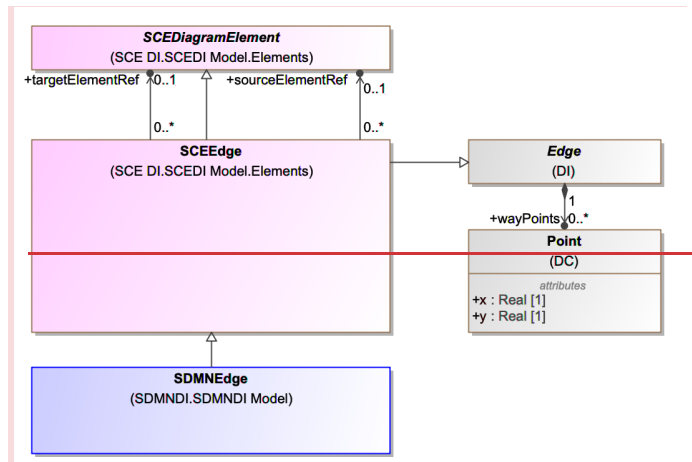 SCEDiagramElement
(SCE DI.SCEDI Model.Elements)
+targetElementRef
0..1
+sourceElementRef
0..1
0..*
0..*
SCEEdge
(SCE DI.SCEDI Model.Elements)
Edge
(DI)
1
+wayPoints
0..*
Point
(DC)
attributes
+x : Real [1]
+y : Real [1]
SDMNEdge
(SDMNDI.SDMNDI Model)